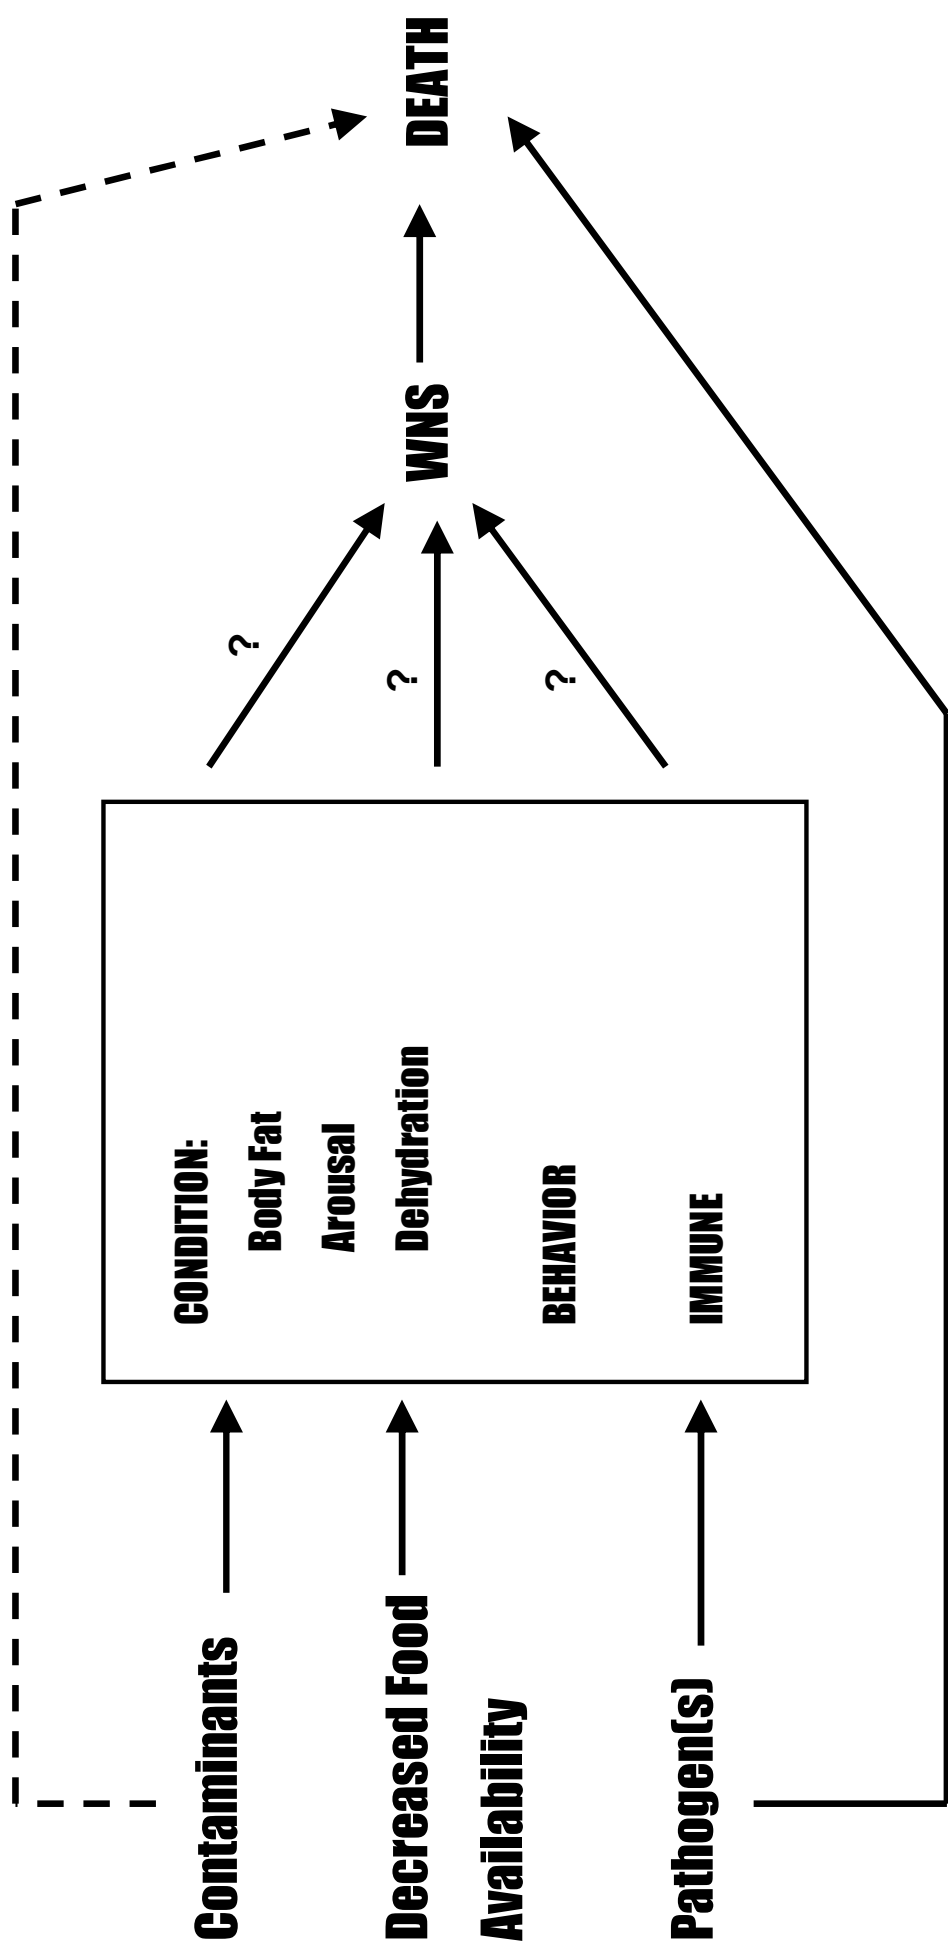 Contaminants
Decreased Food
Availability
Pathogen(s)
CONDITION:
Body Fat
Arousal
Dehydration
BEHAVIOR
IMMUNE
?
?
?
WNS
DEATH